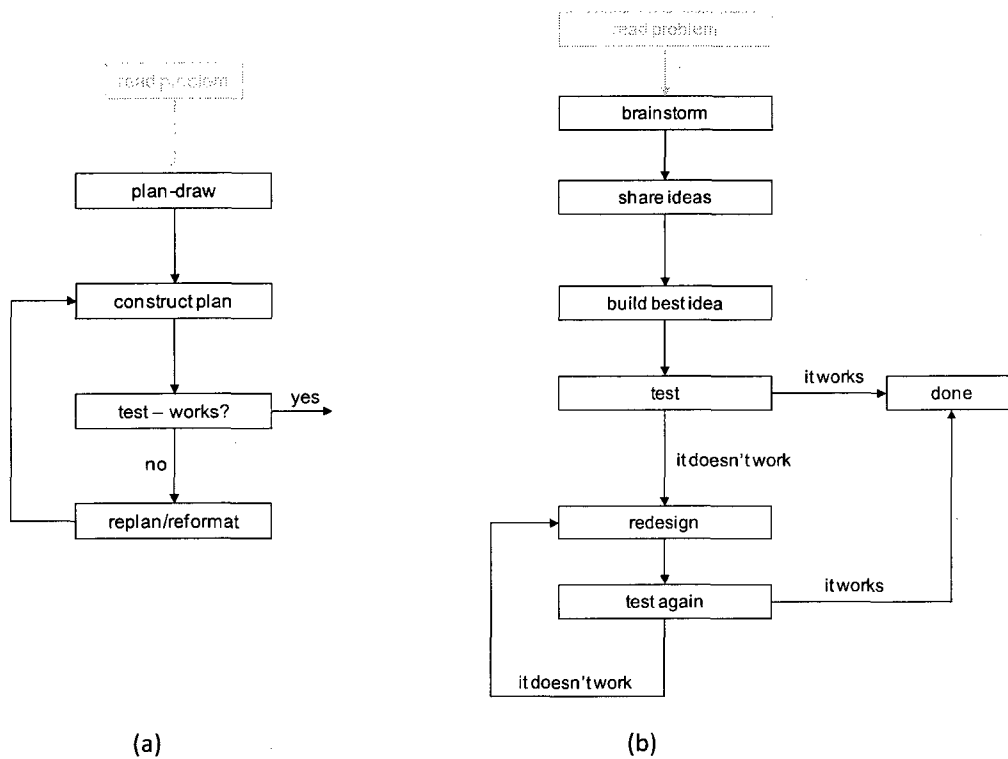 read problem
plan-draw
construct plan
test – works?
yes
no
replan/reformat
(a)
read problem
brainstorm
share ideas
build best idea
test
it works
done
it doesn't work
redesign
test again
it works
it doesn't work
(b)